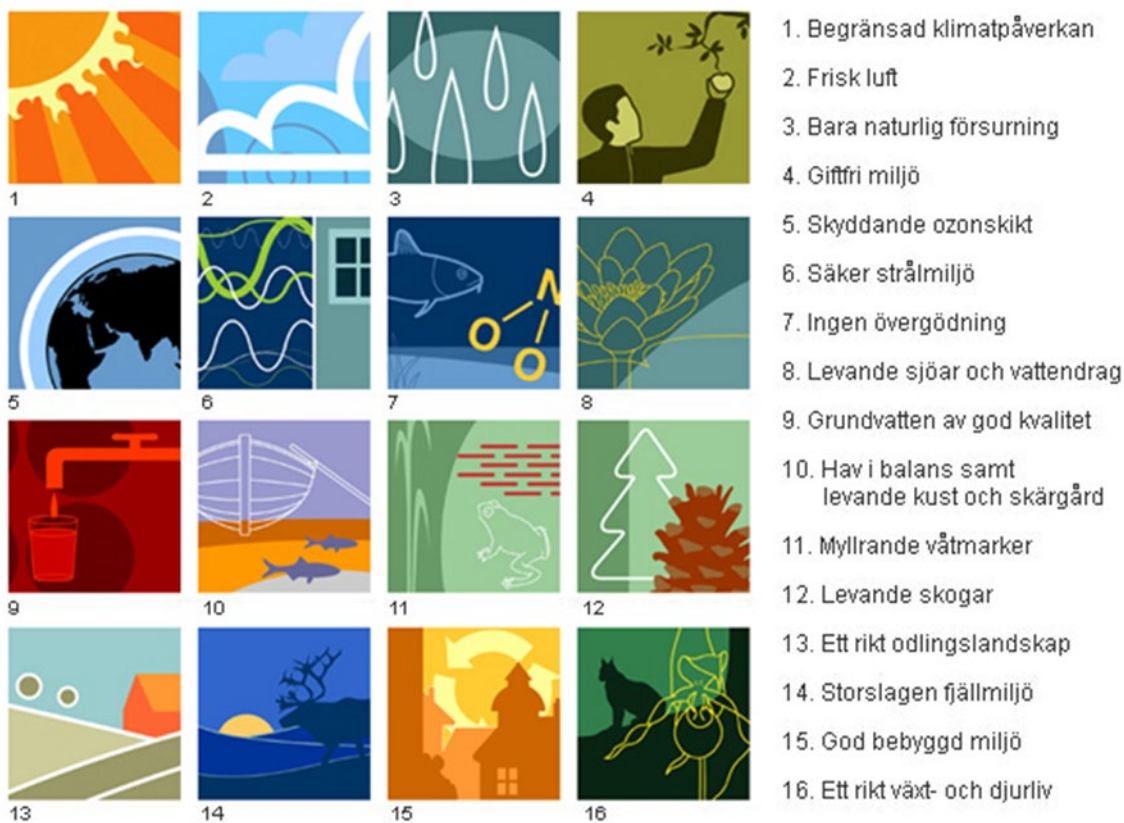 1
2
3
4
5
6
7
N
O
O
8
9
10
11
12
13
14
15
16
1. Begränsad klimatpåverkan
2. Frisk luft
3. Bara naturlig försurning
4. Giftfri miljö
5. Skyddande ozonskikt
6. Säker strålmiljö
7. Ingen övergödning
8. Levande sjöar och vattendrag
9. Grundvatten av god kvalitet
10. Hav i balans samt
levande kust och skärgård
11. Myllrande våtmarker
12. Levande skogar
13. Ett rikt odlingslandskap
14. Storslagen fjällmiljö
15. God bebyggd miljö
16. Ett rikt växt- och djurliv